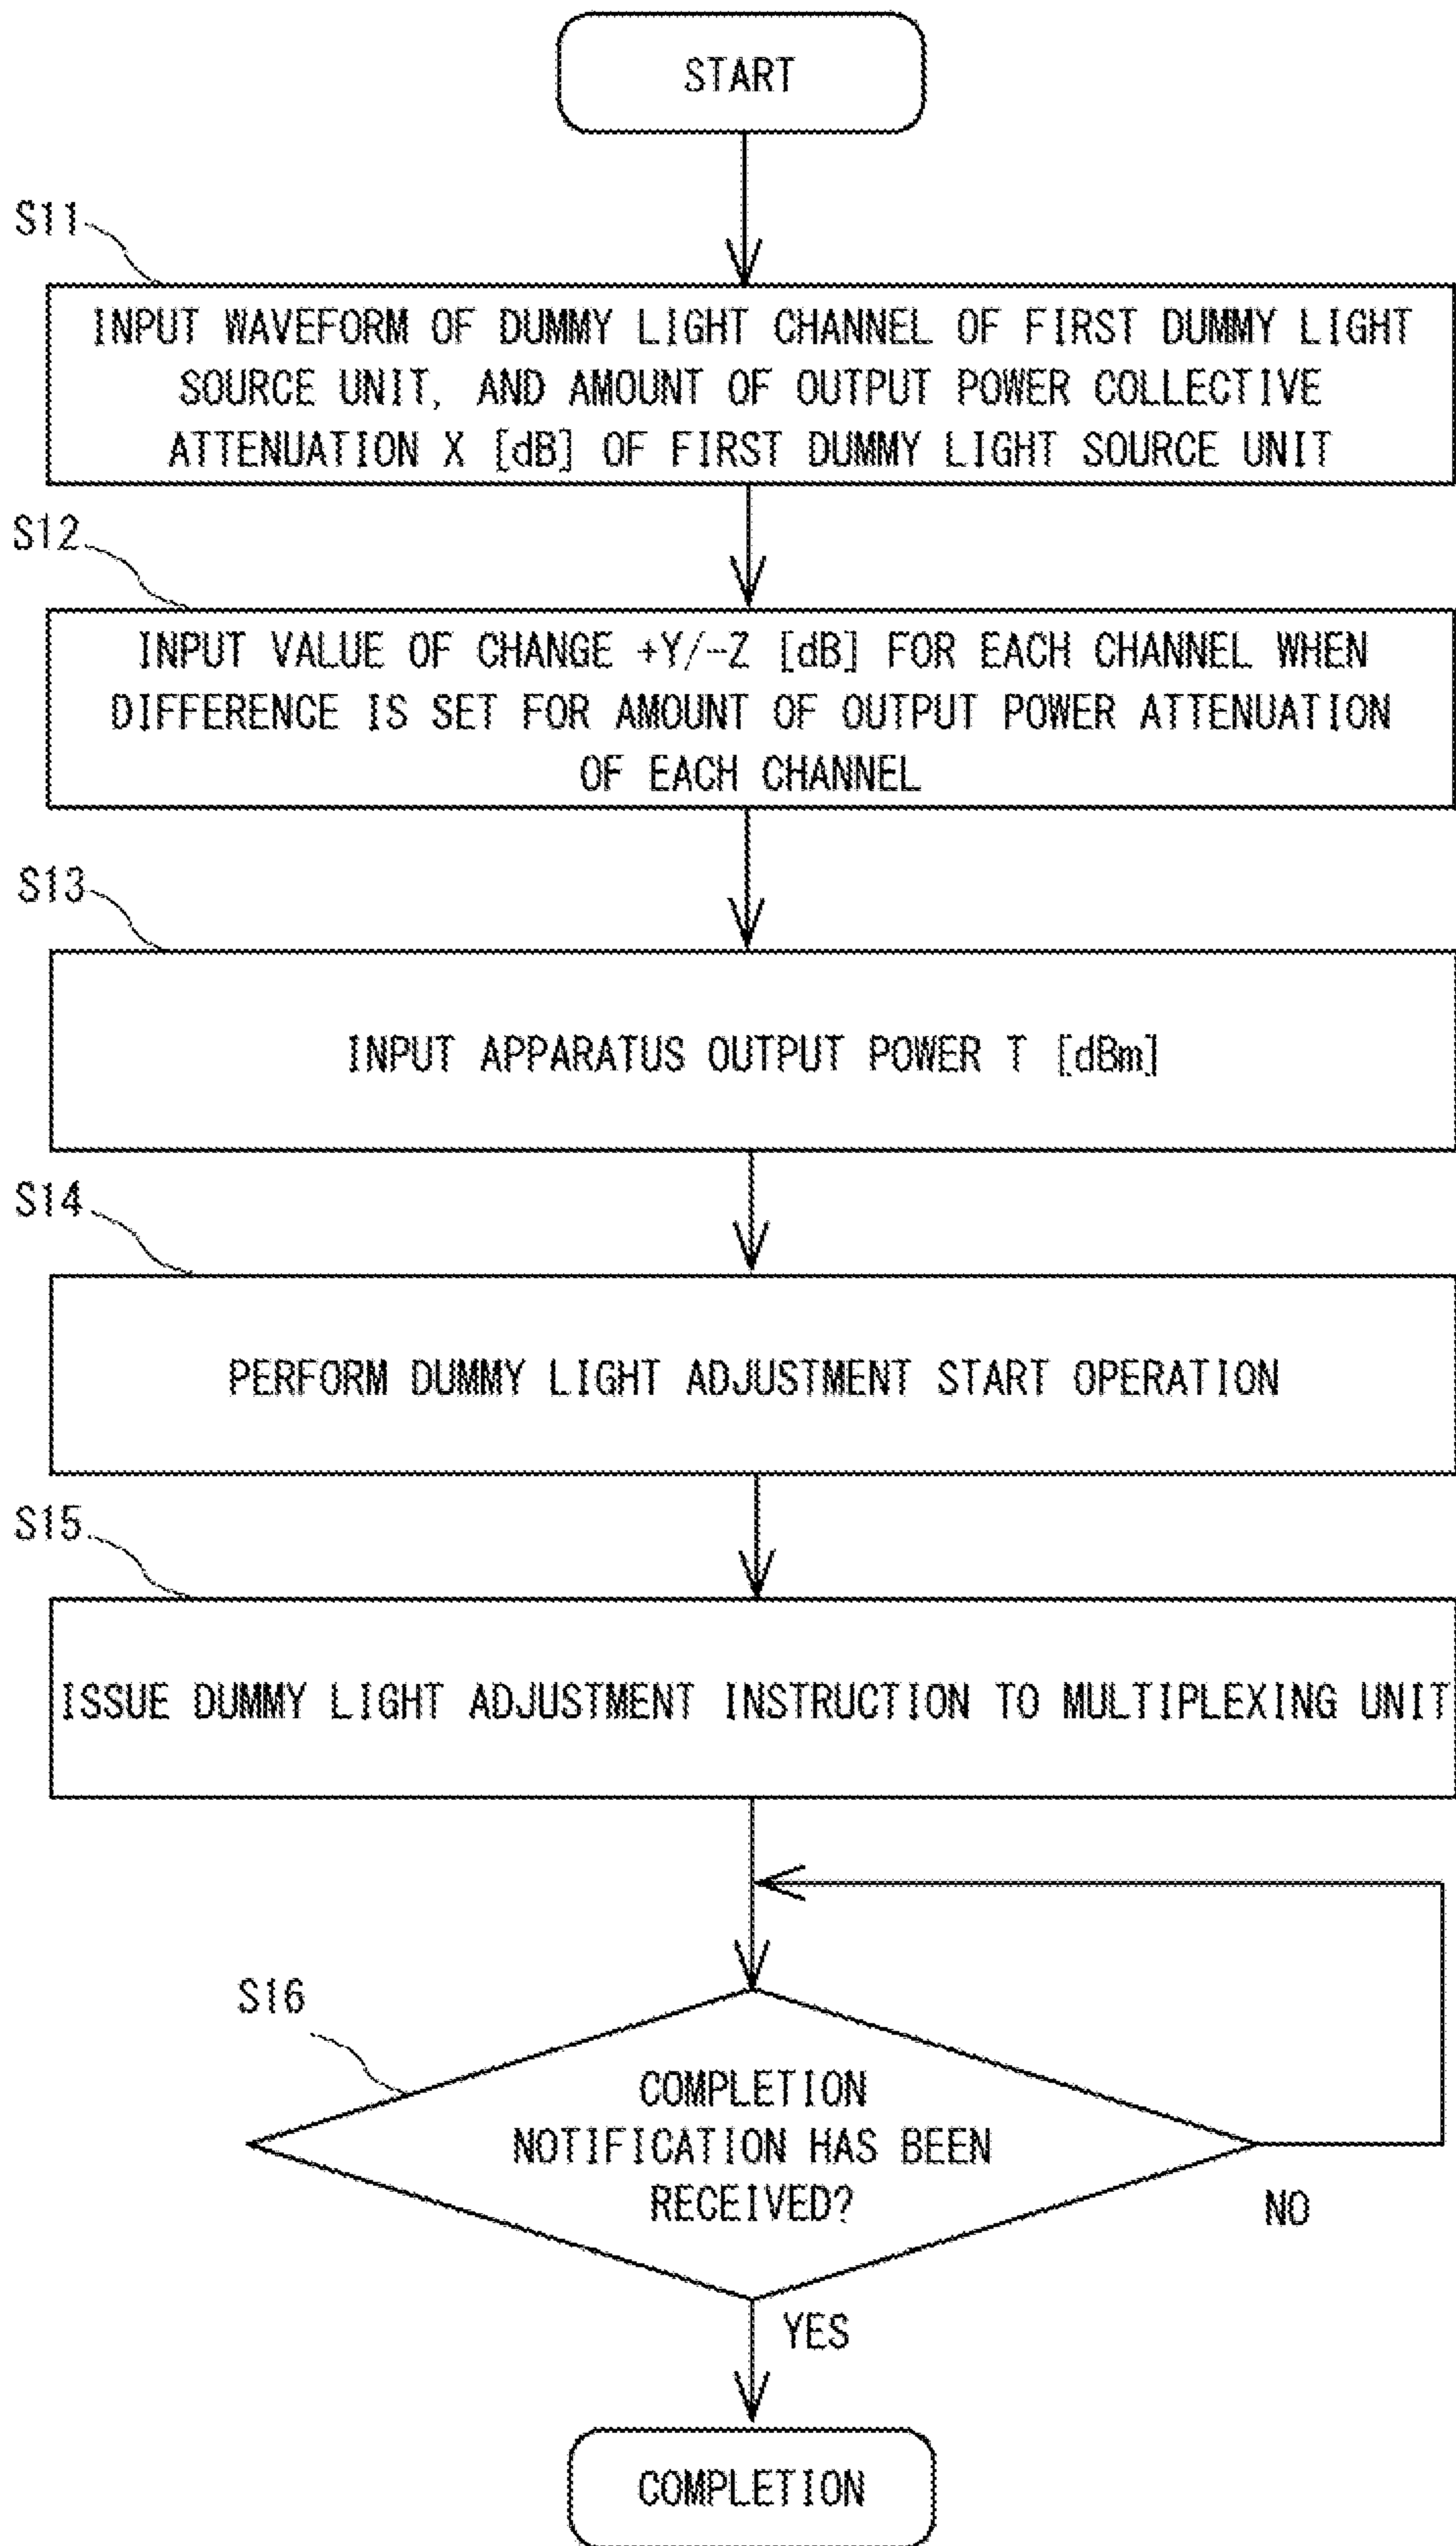 START
S11
INPUT WAVEFORM OF DUMMY LIGHT CHANNEL OF FIRST DUMMY LIGHT
SOURCE UNIT, AND AMOUNT OF OUTPUT POWER COLLECTIVE
ATTENUATION X [dB] OF FIRST DUMMY LIGHT SOURCE UNIT
S12
INPUT VALUE OF CHANGE +Y/-Z [dB] FOR EACH CHANNEL WHEN
DIFFERENCE IS SET FOR AMOUNT OF OUTPUT POWER ATTENUATION
OF EACH CHANNEL
S13
INPUT APPARATUS OUTPUT POWER T [dBm]
S14
PERFORM DUMMY LIGHT ADJUSTMENT START OPERATION
S15
ISSUE DUMMY LIGHT ADJUSTMENT INSTRUCTION TO MULTIPLEXING UNIT
S16
COMPLETION
NOTIFICATION HAS BEEN
RECEIVED?
NO
YES
COMPLETION